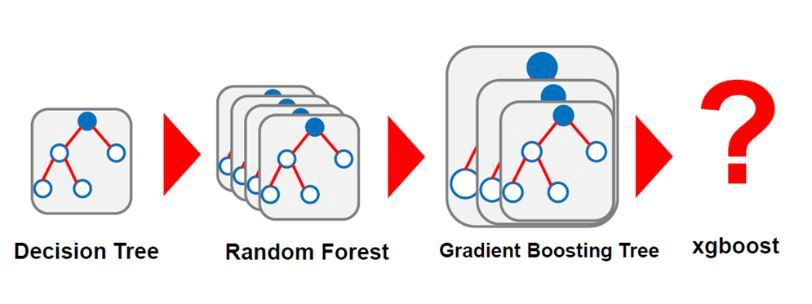 ?
Decision Tree
Random Forest
Gradient Boosting Tree
xgboost